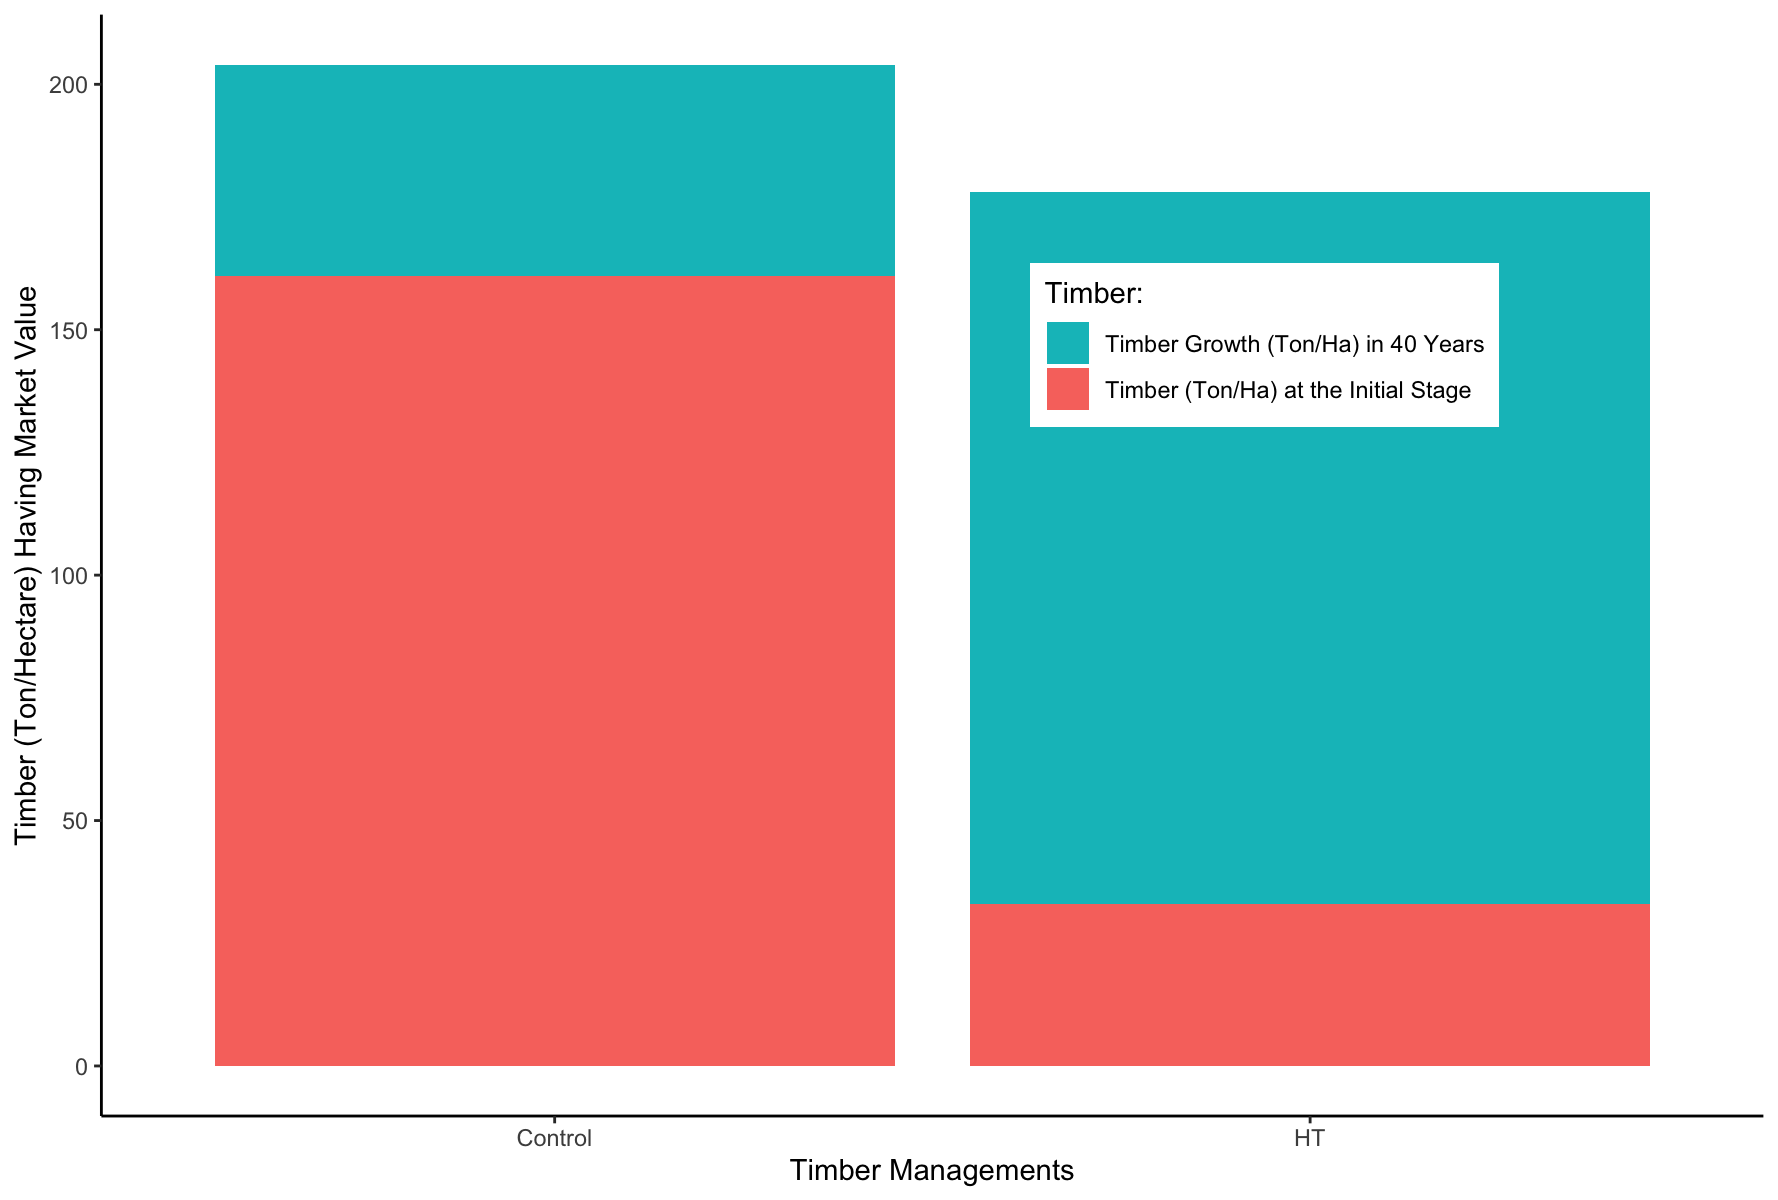 Timber (Ton/Hectare) Having Market Value
200
150
100
50
0
Timber:
Timber Growth (Ton/Ha) in 40 Years
Timber (Ton/Ha) at the Initial Stage
Control
HT
Timber Managements